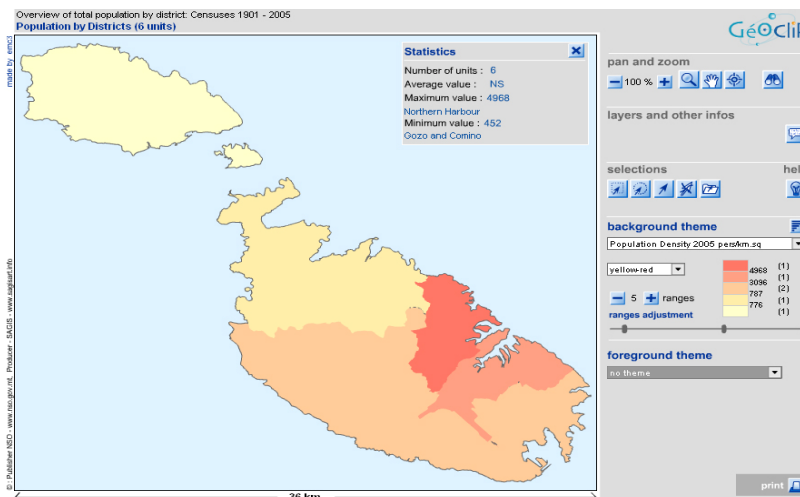 Overview of total population by district: Censuses 1901 - 2005
Population by Districts (6 units)
made by emc3
© : Publisher NSO - www.nso.gov.mt, Producer - SAGIS - www.sagisart.info
Statistics
Number of units : 6
Average value : NS
Maximum value : 4968
Northern Harbour
Minimum value : 452
Gozo and Comino
36 km
GéOcliP
pan and zoom
100 %
layers and other infos
selections
hel
background theme
Population Density 2005 pers/km.sq
yellow-red
5 ranges
ranges adjustment
4968 (1)
3096 (1)
787 (2)
776 (1)
(1)
foreground theme
no theme
print